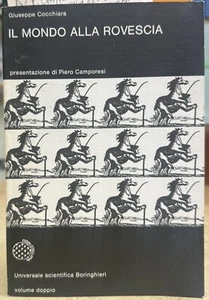 Giuseppe Cocchiara
IL MONDO ALLA ROVESCIA
presentazione di Piero Camporesi
Universale scientifica Boringhieri
volume doppio